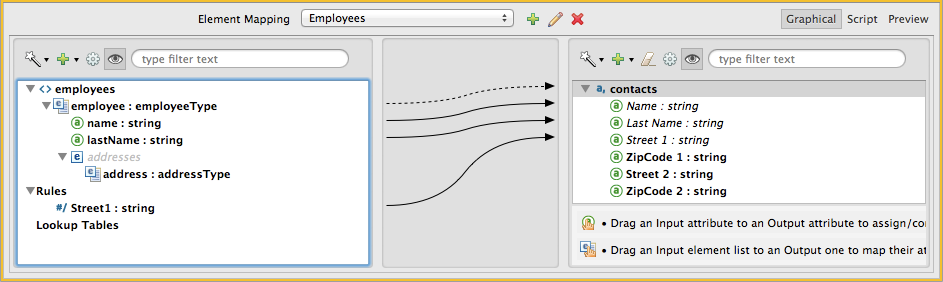 Element Mapping Employees Graphical Script Preview
type filter text
<> employees
employee : employeeType
a name : string
a lastName : string
e addresses
address : addressType
Rules
#/ Street1 : string
Lookup Tables
type filter text
a, contacts
a Name : string
a Last Name : string
a Street 1 : string
a ZipCode 1 : string
a Street 2 : string
a ZipCode 2 : string
• Drag an Input attribute to an Output attribute to assign/co
• Drag an Input element list to an Output one to map their at